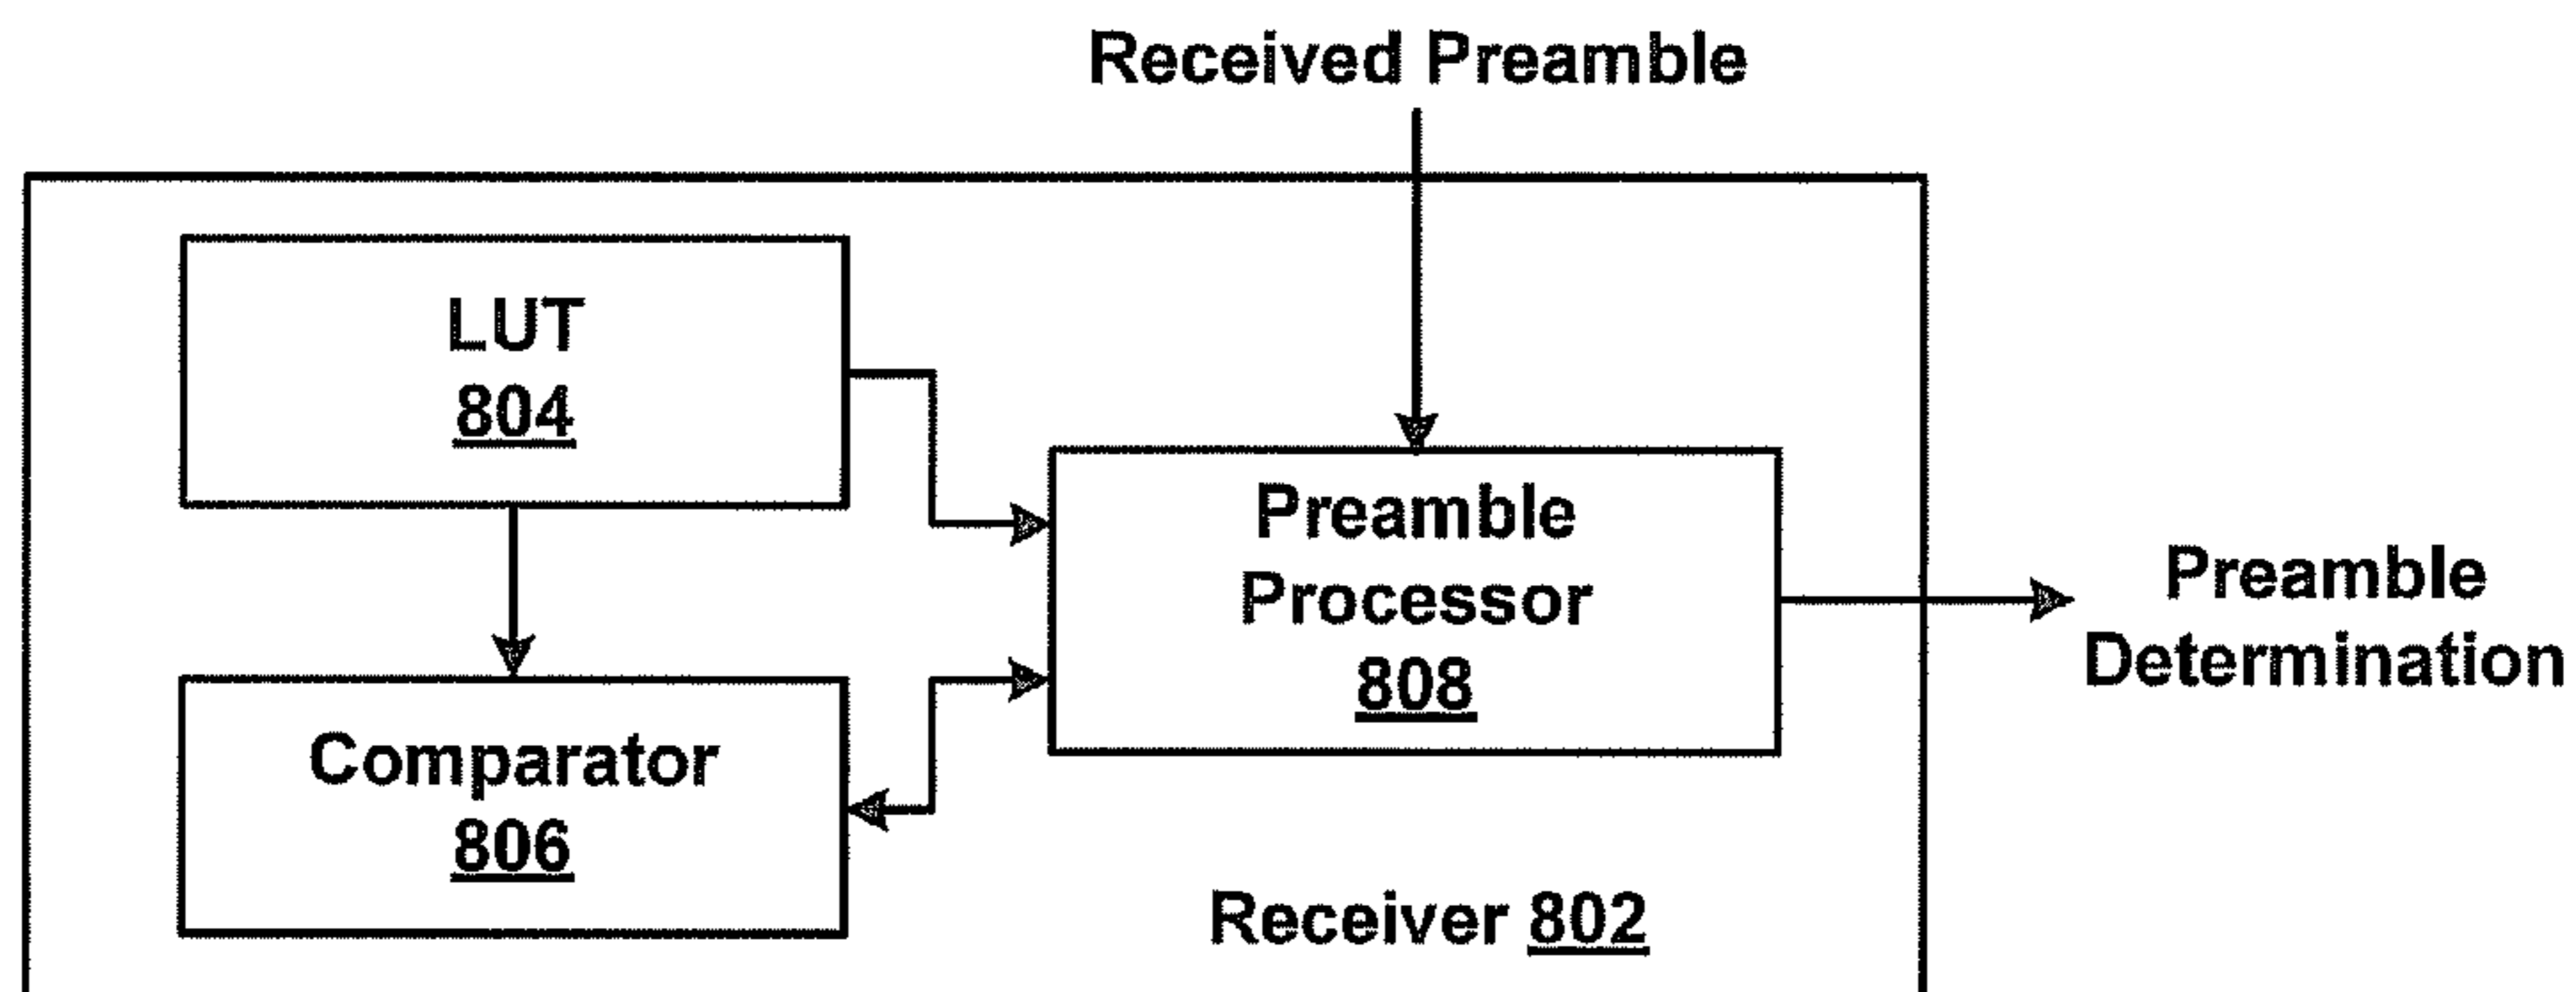 Received Preamble
LUT
804
Preamble
Processor
808
Preamble
Determination
Comparator
806
Receiver 802